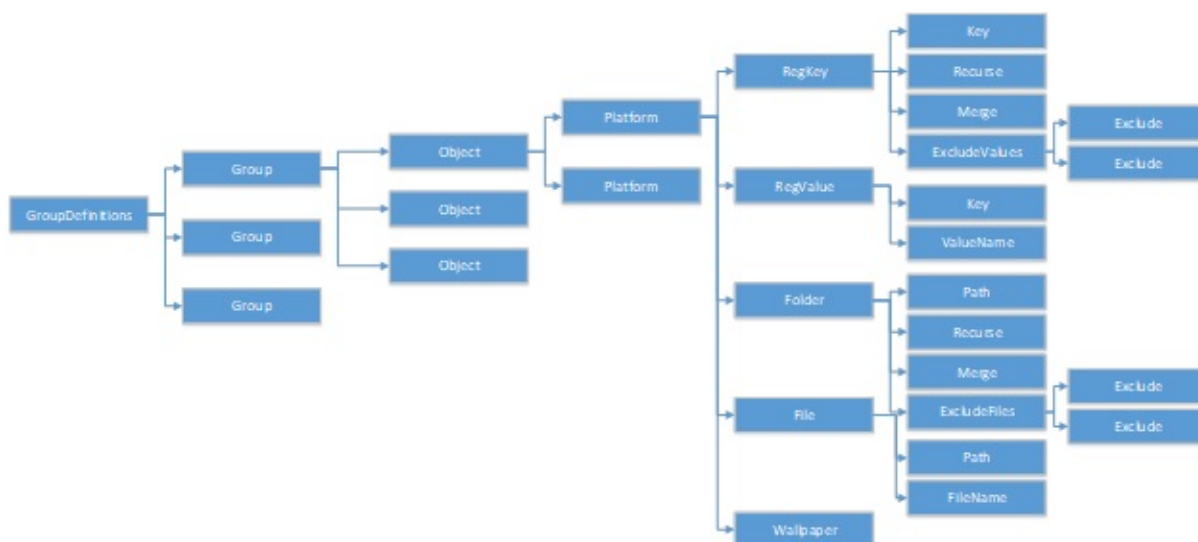 GroupDefinitions
Group
Group
Group
Object
Object
Object
Platform
Platform
RegKey
Key
Recurse
Merge
ExcludeValues
Exclude
Exclude
RegValue
Key
ValueName
Folder
Path
Recurse
Merge
ExcludeFiles
Exclude
Exclude
File
Path
FileName
Wallpaper